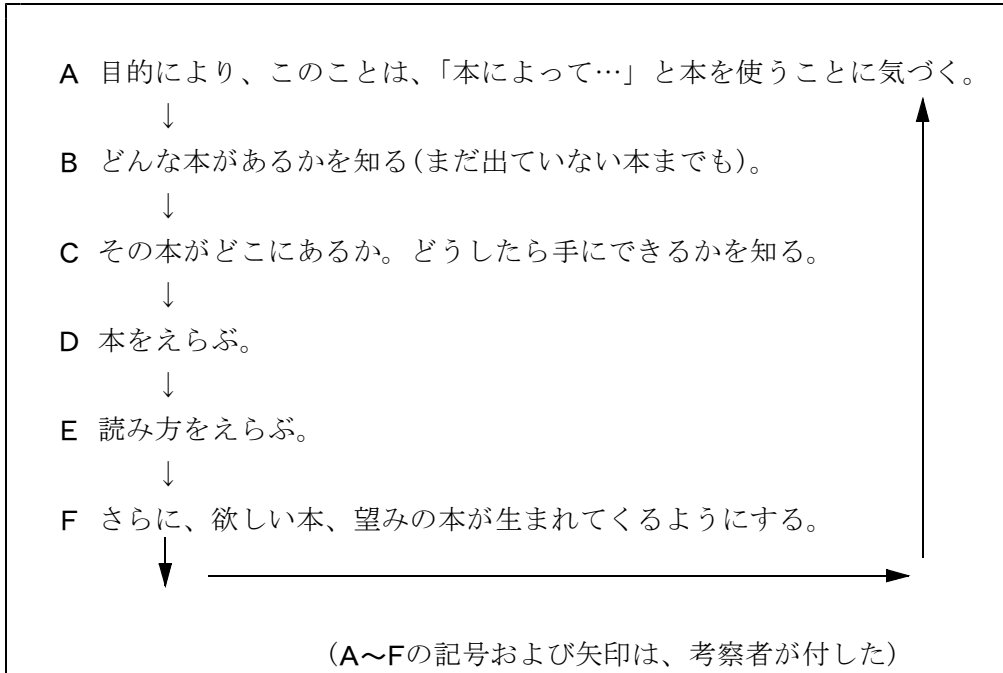 A 目的により、このことは、「本によって…」と本を使うことに気づく。
↓
B どんな本があるかを知る(まだ出ていない本までも)。
↓
C その本がどこにあるか。どうしたら手にできるかを知る。
↓
D 本をえらぶ。
↓
E 読み方をえらぶ。
↓
F さらに、欲しい本、望みの本が生まれてくるようにする。
(A～Fの記号および矢印は、考察者が付した)